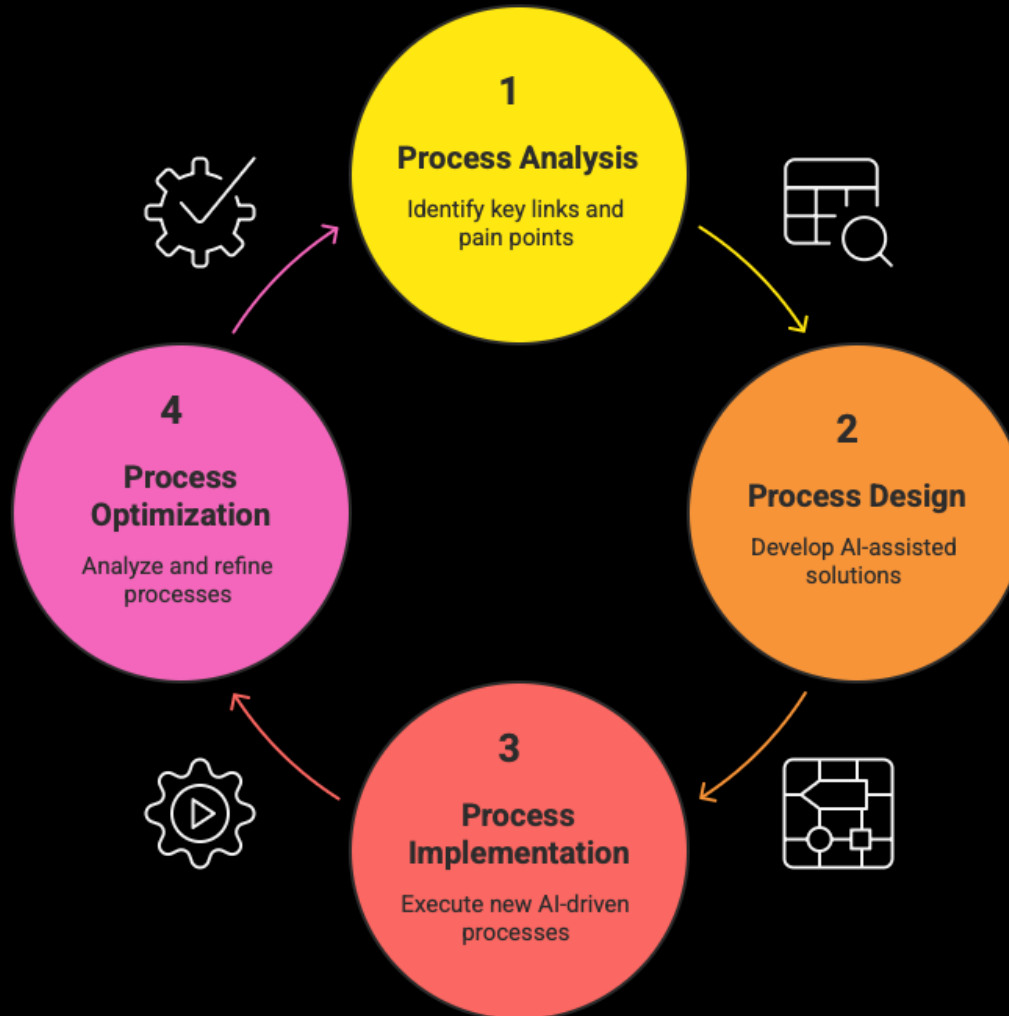 1
Process Analysis
Identify key links and
pain points
2
Process Design
Develop AI-assisted
solutions
3
Process
Implementation
Execute new AI-driven
processes
4
Process
Optimization
Analyze and refine
processes